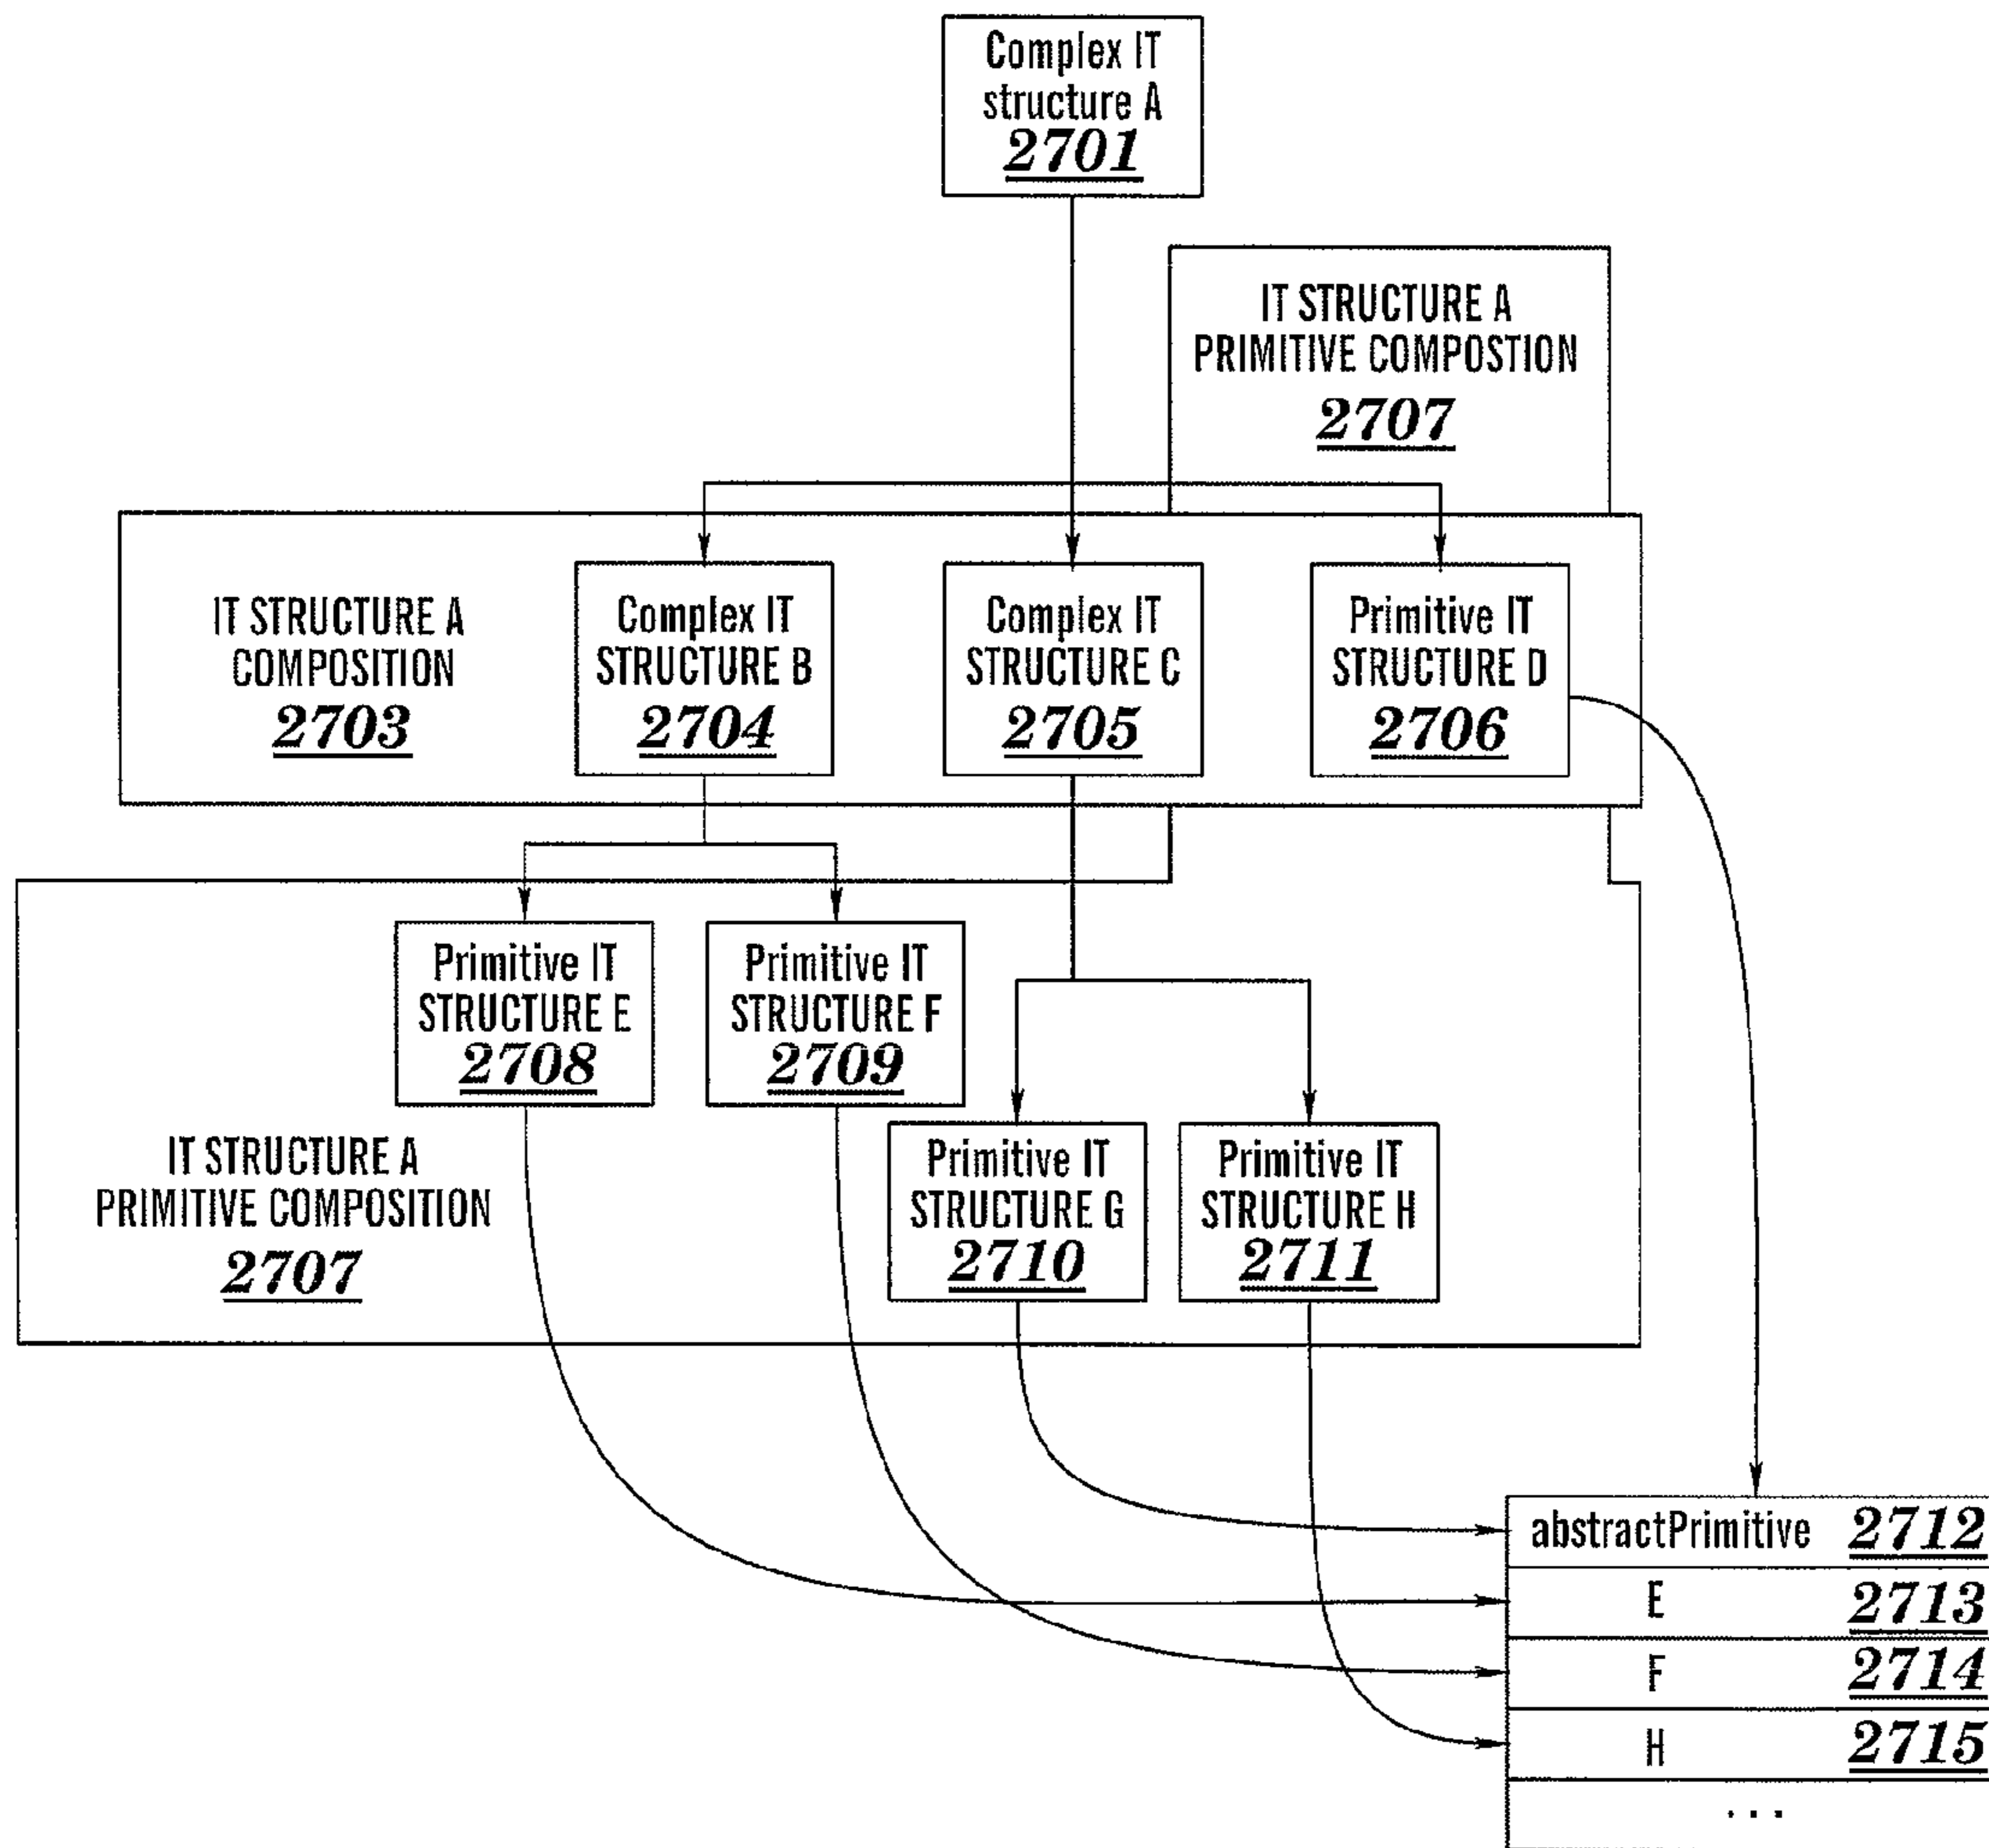 Complex IT
structure A
2701
IT STRUCTURE A
PRIMITIVE COMPOSTION
2707
IT STRUCTURE A
COMPOSITION
2703
Complex IT
STRUCTURE B
2704
Complex IT
STRUCTURE C
2705
Primitive IT
STRUCTURE D
2706
Primitive IT
STRUCTURE E
2708
Primitive IT
STRUCTURE F
2709
IT STRUCTURE A
PRIMITIVE COMPOSITION
2707
Primitive IT
STRUCTURE G
2710
Primitive IT
STRUCTURE H
2711
abstractPrimitive 2712
E 2713
F 2714
H 2715
...